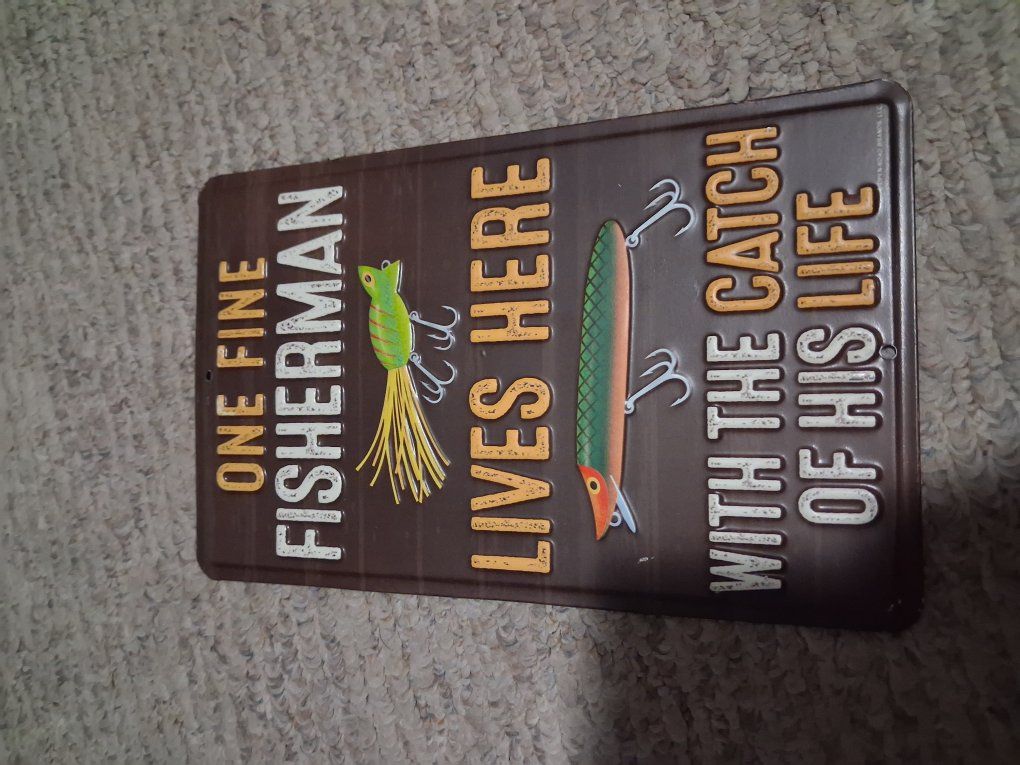 ONE FINE
FISHERMAN
LIVES HERE
WITH THE CATCH
OF HIS LIFE